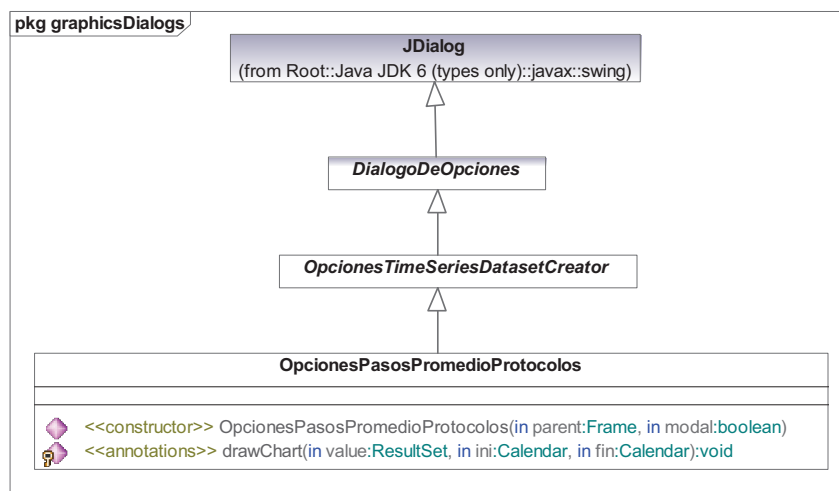 pkg graphicsDialogs
JDialog
(from Root::Java JDK 6 (types only)::javax::swing)
DialogoDeOpciones
OpcionesTimeSeriesDatasetCreator
OpcionesPasosPromedioProtocolos
<<constructor>> OpcionesPasosPromedioProtocolos(in parent:Frame, in modal:boolean)
<<annotations>> drawChart(in value:ResultSet, in ini:Calendar, in fin:Calendar):void